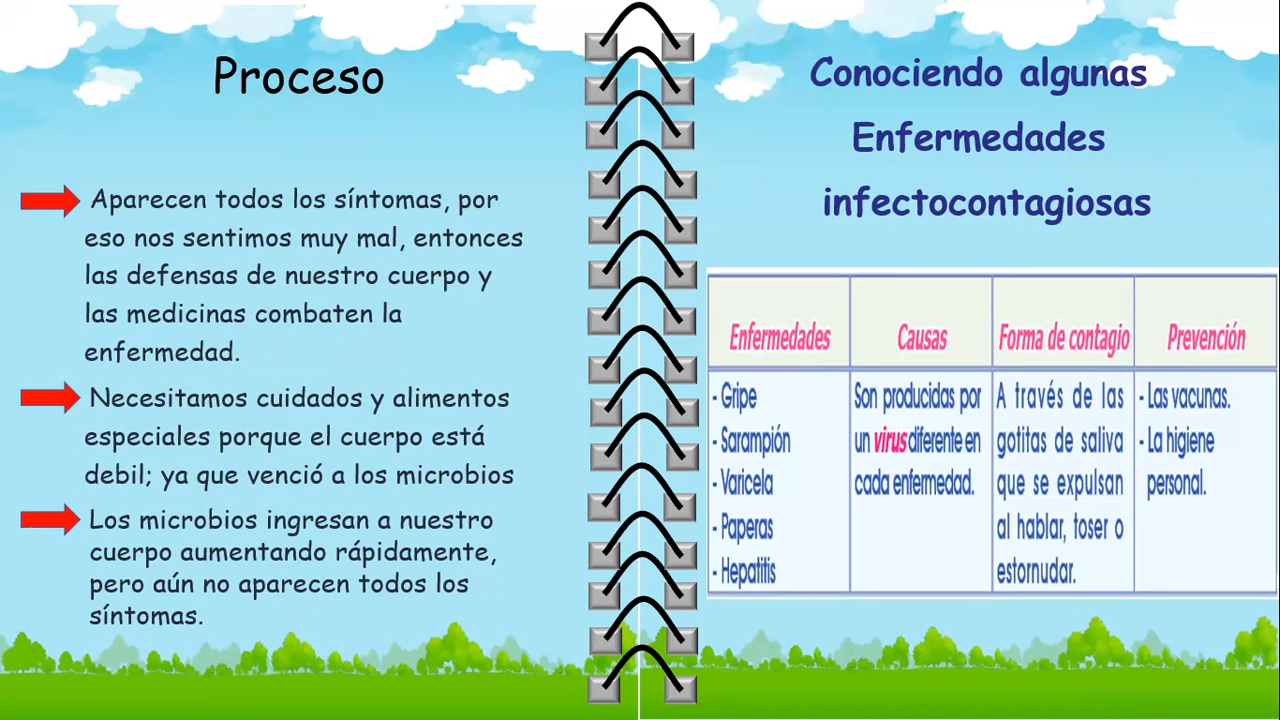 Proceso
Aparecen todos los síntomas, por
eso nos sentimos muy mal, entonces
las defensas de nuestro cuerpo y
las medicinas combaten la
enfermedad.
Necesitamos cuidados y alimentos
especiales porque el cuerpo está
debil; ya que venció a los microbios
Los microbios ingresan a nuestro
cuerpo aumentando rápidamente,
pero aún no aparecen todos los
síntomas.
Conociendo algunas
Enfermedades
infectocontagiosas
Enfermedades
Causas
Forma de contagio
Prevención
- Gripe
- Sarampión
- Varicela
- Paperas
- Hepatitis
Son producidas por
un virus diferente en
cada enfermedad.
A través de las
gotitas de saliva
que se expulsan
al hablar, toser o
estornudar.
- Las vacunas.
- La higiene
personal.